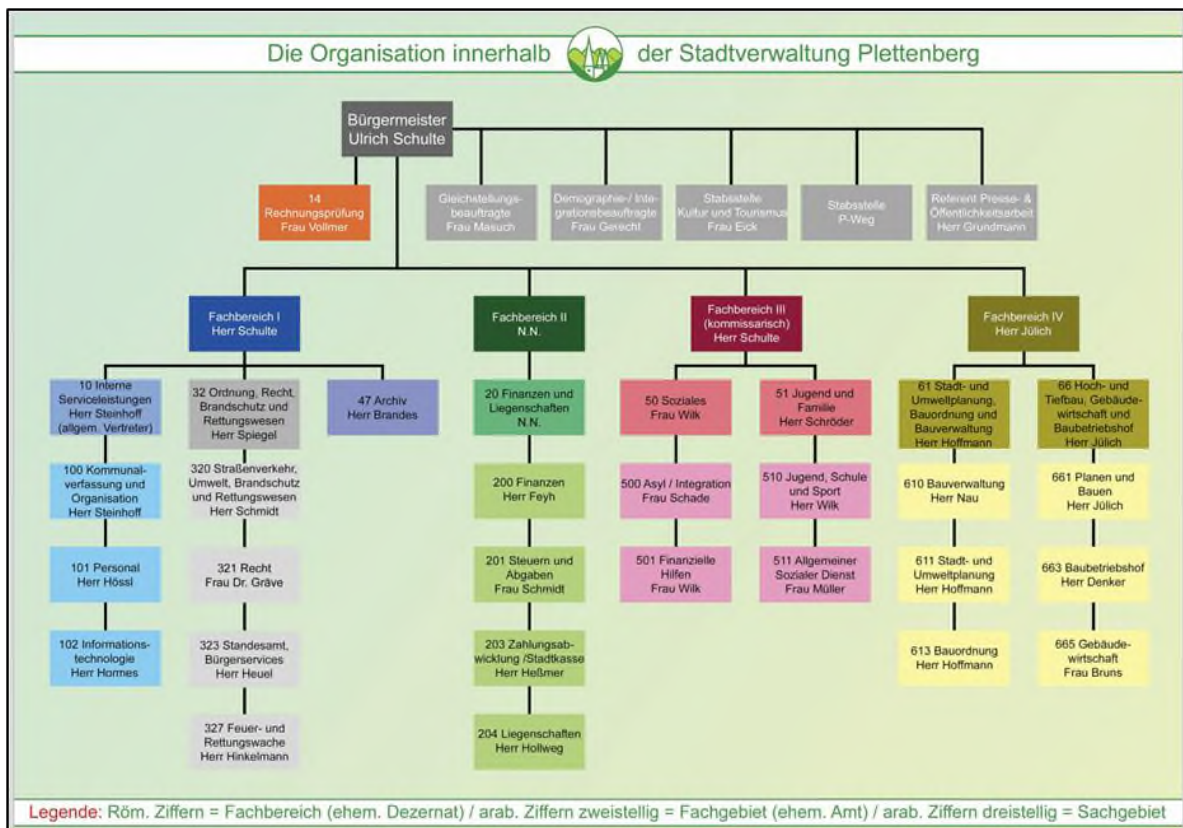 Die Organisation innerhalb der Stadtverwaltung Plettenberg
Bürgermeister
Ulrich Schulte
14
Rechnungsprüfung
Frau Vollmer
Gleichstellungs-
beauftragte
Frau Masuch
Demographie-/ Inte-
grationsbeauftragte
Frau Gerecht
Stabsstelle
Kultur und Tourismus
Frau Eick
Stabsstelle
P-Weg
Referent Presse- &
Öffentlichkeitsarbeit
Herr Grundmann
Fachbereich I
Herr Schulte
Fachbereich II
N.N.
Fachbereich III
(kommissarisch)
Herr Schulte
Fachbereich IV
Herr Jülich
10 Interne
Serviceleistungen
Herr Steinhoff
(allgem. Vertreter)
32 Ordnung, Recht,
Brandschutz und
Rettungswesen
Herr Spiegel
47 Archiv
Herr Brandes
20 Finanzen und
Liegenschaften
N.N.
50 Soziales
Frau Wilk
51 Jugend und
Familie
Herr Schröder
61 Stadt- und
Umweltplanung,
Bauordnung und
Bauverwaltung
Herr Hoffmann
66 Hoch- und
Tiefbau, Gebäude-
wirtschaft und
Baubetriebshof
Herr Jülich
100 Kommunal-
verfassung und
Organisation
Herr Steinhoff
320 Straßenverkehr,
Umwelt, Brandschutz
und Rettungswesen
Herr Schmidt
200 Finanzen
Herr Feyh
500 Asyl / Integration
Frau Schade
510 Jugend, Schule
und Sport
Herr Wilk
610 Bauverwaltung
Herr Nau
661 Planen und
Bauen
Herr Jülich
101 Personal
Herr Hössl
321 Recht
Frau Dr. Gräve
201 Steuern und
Abgaben
Frau Schmidt
501 Finanzielle
Hilfen
Frau Wilk
511 Allgemeiner
Sozialer Dienst
Frau Müller
611 Stadt- und
Umweltplanung
Herr Hoffmann
663 Baubetriebshof
Herr Denker
102 Informations-
technologie
Herr Hormes
323 Standesamt,
Bürgerservices
Herr Heuel
203 Zahlungsab-
wicklung /Stadtkasse
Herr Heßmer
613 Bauordnung
Herr Hoffmann
665 Gebäude-
wirtschaft
Frau Bruns
327 Feuer- und
Rettungswache
Herr Hinkelmann
204 Liegenschaften
Herr Hollweg
Legende: Röm. Ziffern = Fachbereich (ehem. Dezernat) / arab. Ziffern zweistellig = Fachgebiet (ehem. Amt) / arab. Ziffern dreistellig = Sachgebiet